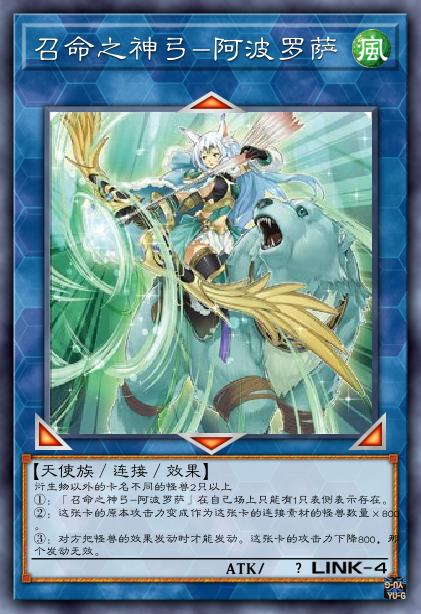 召命之神弓–阿波罗萨
風
【天使族／连接／效果】
衍生物以外的卡名不同的怪兽2只以上
①：「召命之神弓–阿波罗萨」在自己场上只能有1只表侧表示存在。
②：这张卡的原本攻击力变成作为这张卡的连接素材的怪兽数量×800
。
③：对方把怪兽的效果发动时才能发动。这张卡的攻击力下降800，那
个发动无效。
ATK/ ? LINK–4